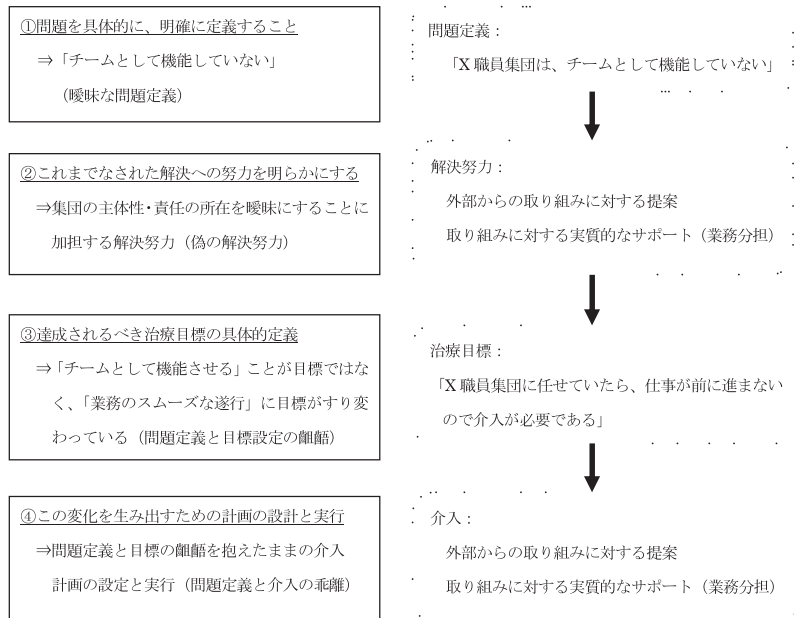 ①問題を具体的に、明確に定義すること
⇒「チームとして機能していない」
（曖昧な問題定義）
問題定義：
「X 職員集団は、チームとして機能していない」
②これまでなされた解決への努力を明らかにする
⇒集団の主体性・責任の所在を曖昧にすることに
加担する解決努力（偽の解決努力）
解決努力：
外部からの取り組みに対する提案
取り組みに対する実質的なサポート（業務分担）
③達成されるべき治療目標の具体的定義
⇒「チームとして機能させる」ことが目標ではな
く、「業務のスムーズな遂行」に目標がすり変
わっている（問題定義と目標設定の齟齬）
治療目標：
「X 職員集団に任せていたら、仕事が前に進まない
ので介入が必要である」
④この変化を生み出すための計画の設計と実行
⇒問題定義と目標の齟齬を抱えたままの介入
計画の設定と実行（問題定義と介入の乖離）
介入：
外部からの取り組みに対する提案
取り組みに対する実質的なサポート（業務分担）